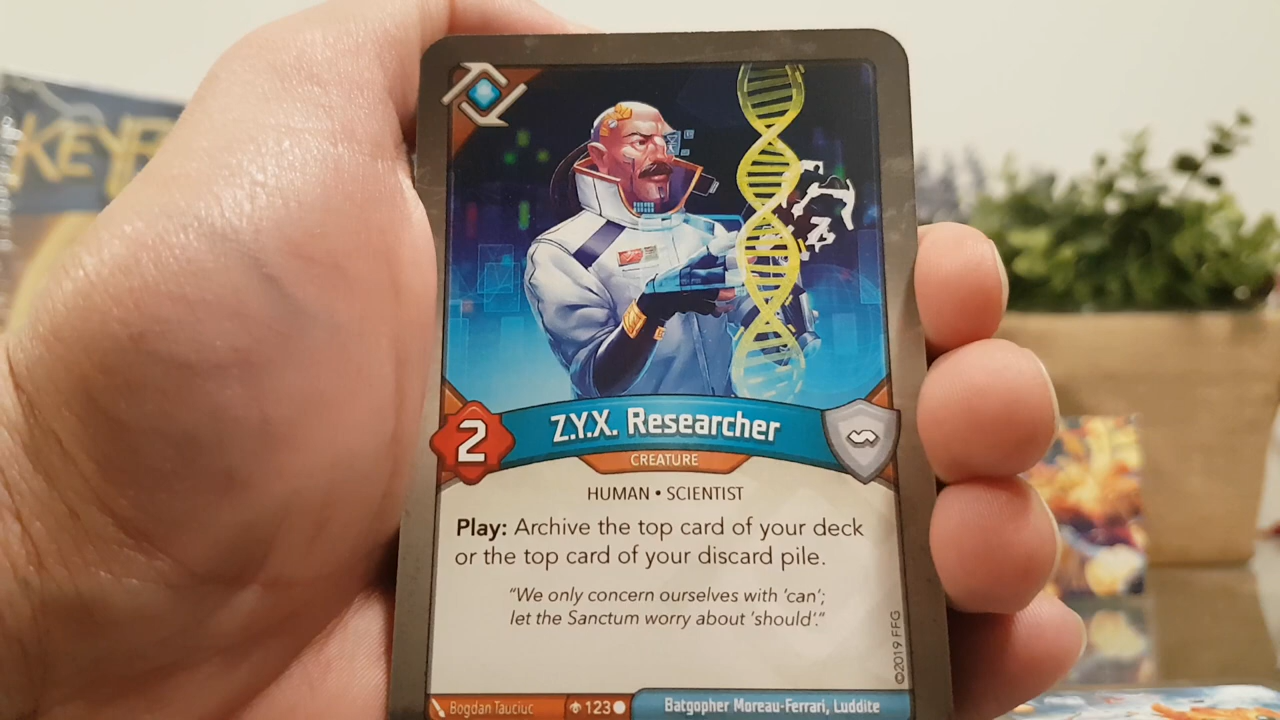 KEYF
Z.Y.X. Researcher
2
CREATURE
HUMAN • SCIENTIST
Play: Archive the top card of your deck
or the top card of your discard pile.
"We only concern ourselves with 'can';
let the Sanctum worry about 'should'."
©2019 FFG
Bogdan Tauciuc
123
Batgopher Moreau-Ferrari, Luddite